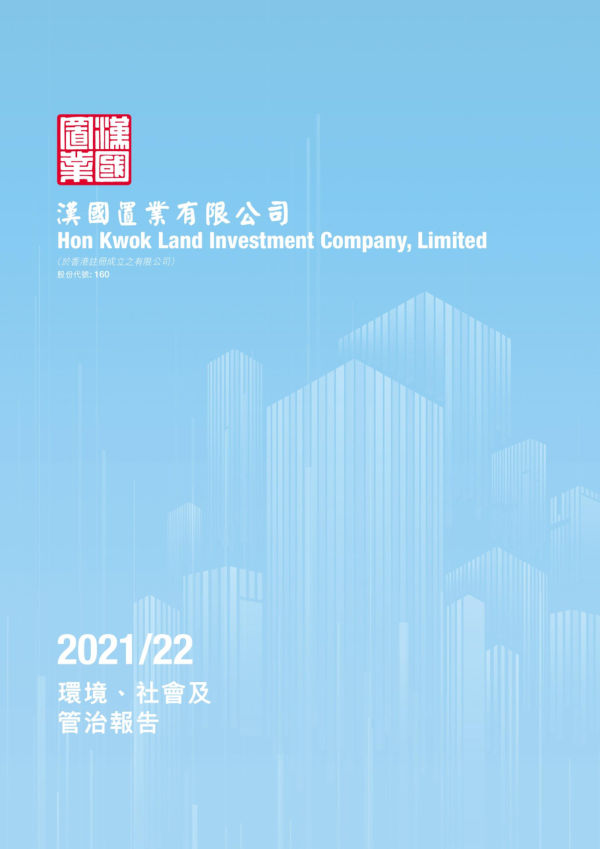 漢國
置業
漢國置業有限公司
Hon Kwok Land Investment Company, Limited
(於香港註冊成立之有限公司)
股份代號: 160
2021/22
環境、社會及
管治報告